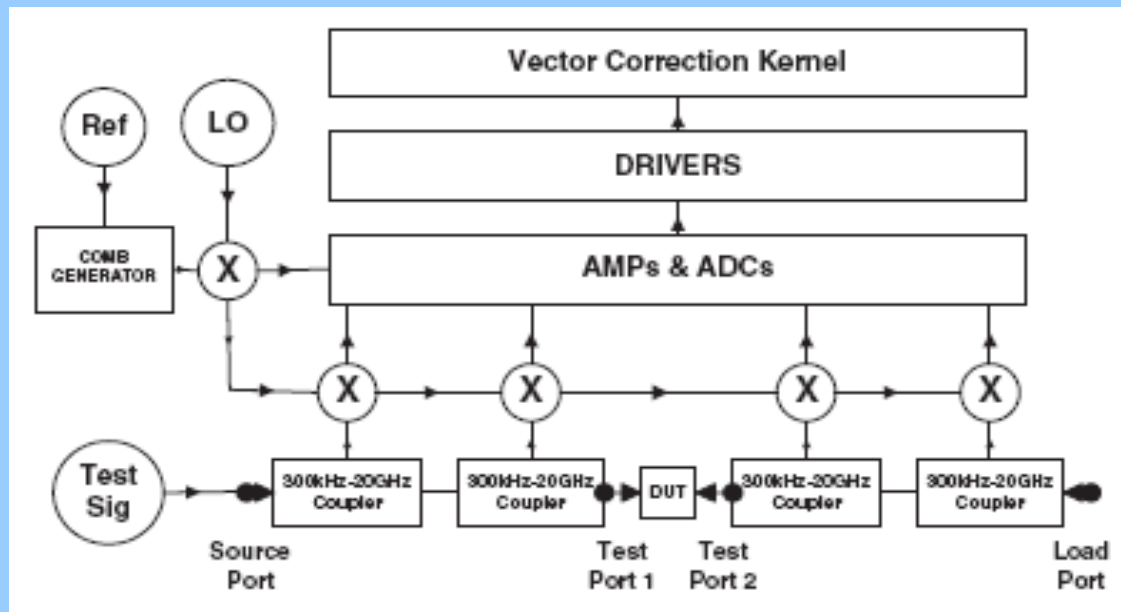 Vector Correction Kernel
Ref
LO
DRIVERS
COMB
GENERATOR
X
AMPs & ADCs
X
X
X
X
Test
Sig
300kHz-20GHz
Coupler
300kHz-20GHz
Coupler
DUT
300kHz-20GHz
Coupler
300kHz-20GHz
Coupler
Source
Port
Test
Port 1
Test
Port 2
Load
Port